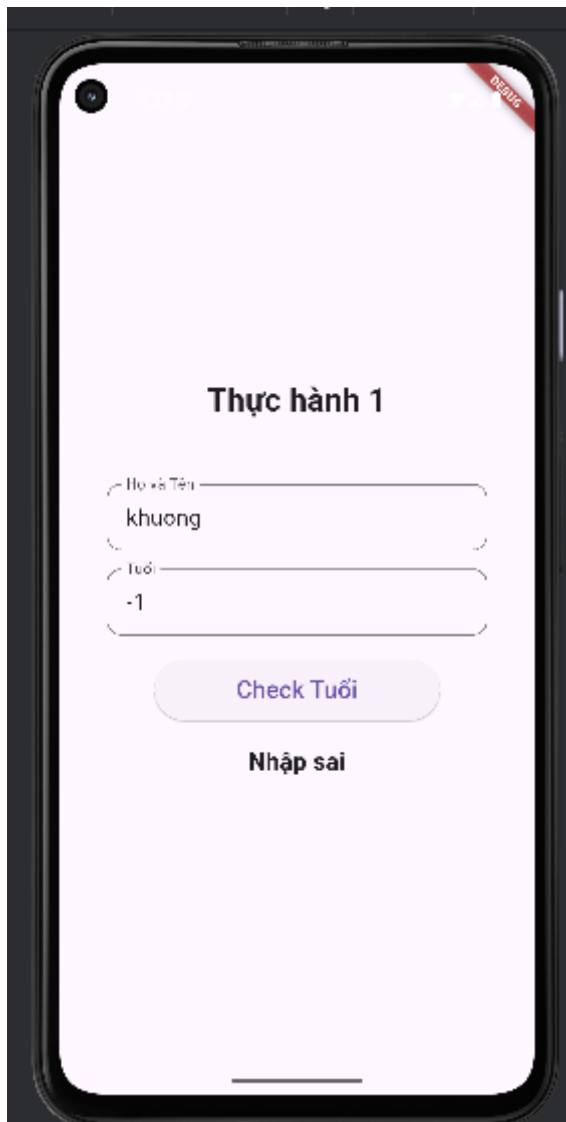 DEBUG
Thực hành 1
Họ và Tên
khuong
Tuổi
-1
Check Tuổi
Nhập sai